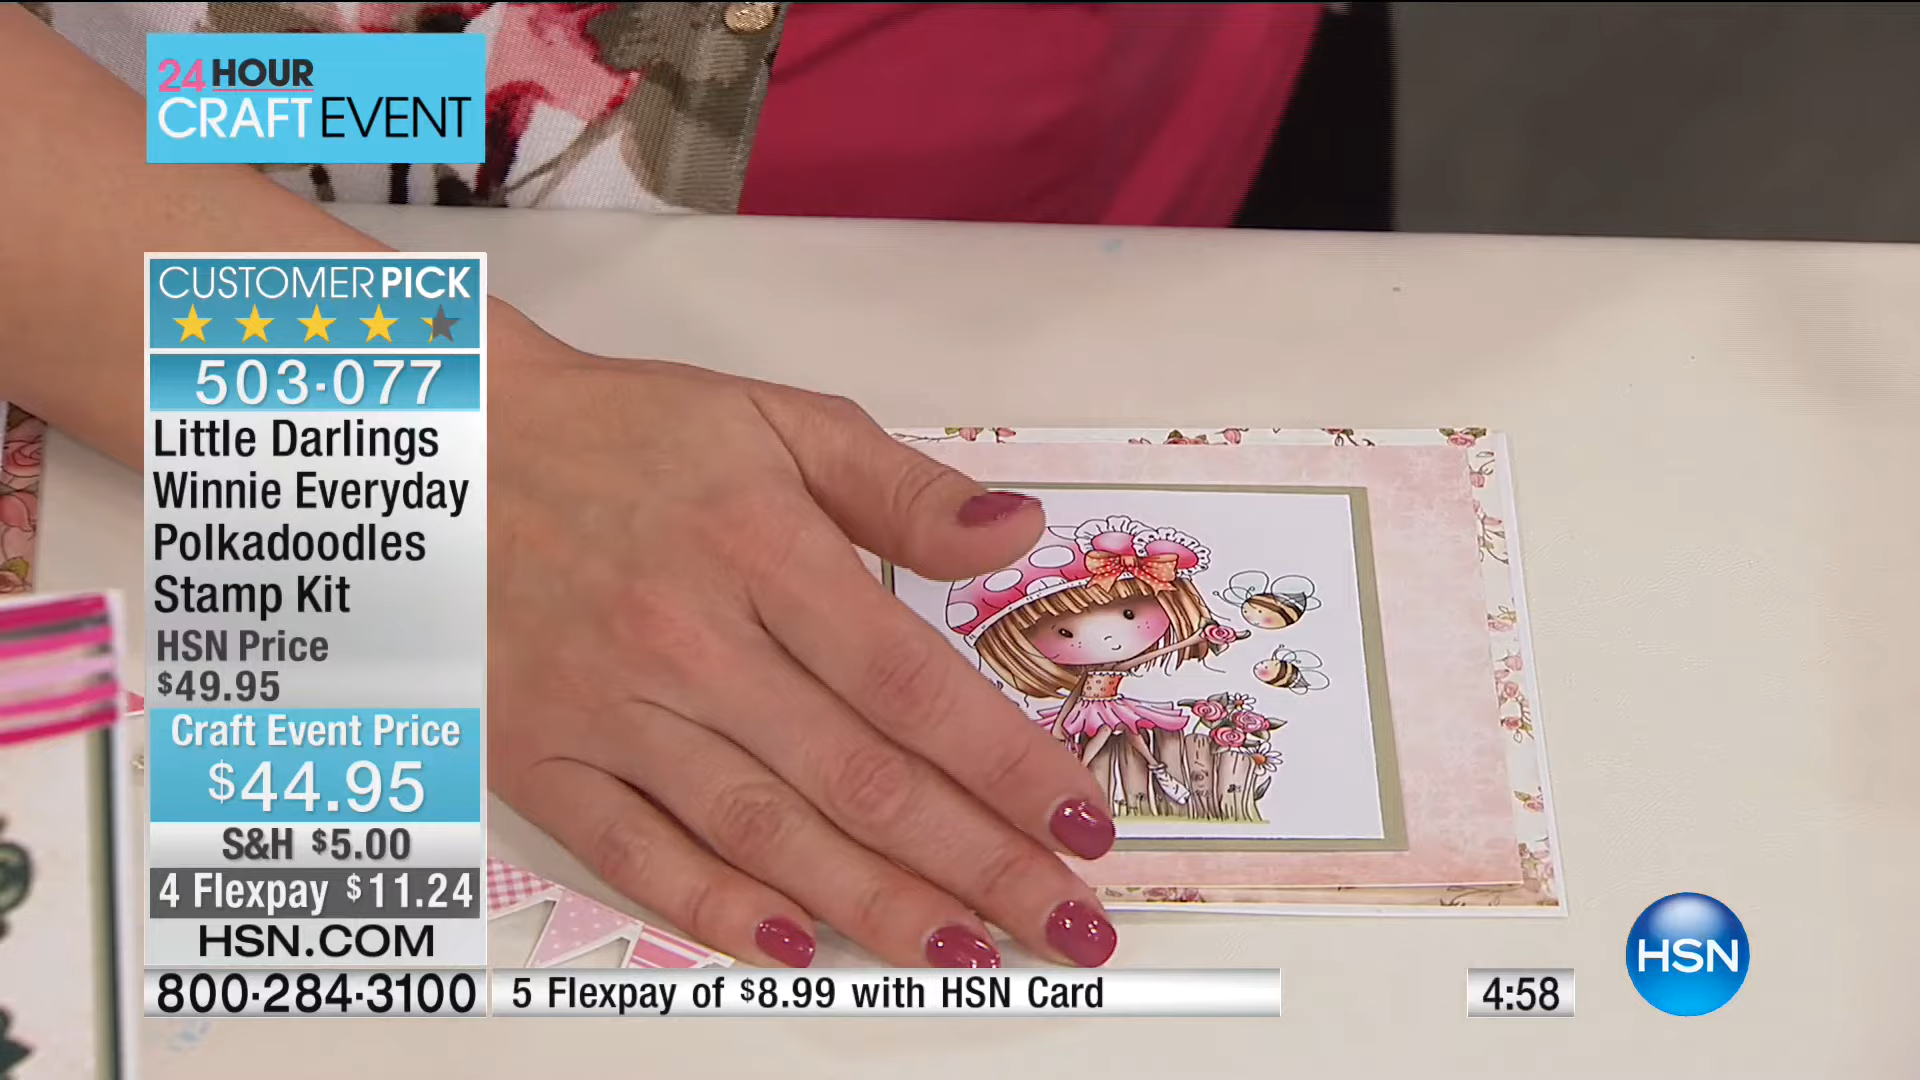 24 HOUR
CRAFT EVENT
CUSTOMER PICK
503·077
Little Darlings
Winnie Everyday
Polkadoodles
Stamp Kit
HSN Price
$49.95
Craft Event Price
$44.95
S&H $5.00
4 Flexpay $11.24
HSN.COM
800·284·3100
5 Flexpay of $8.99 with HSN Card
4:58
HSN